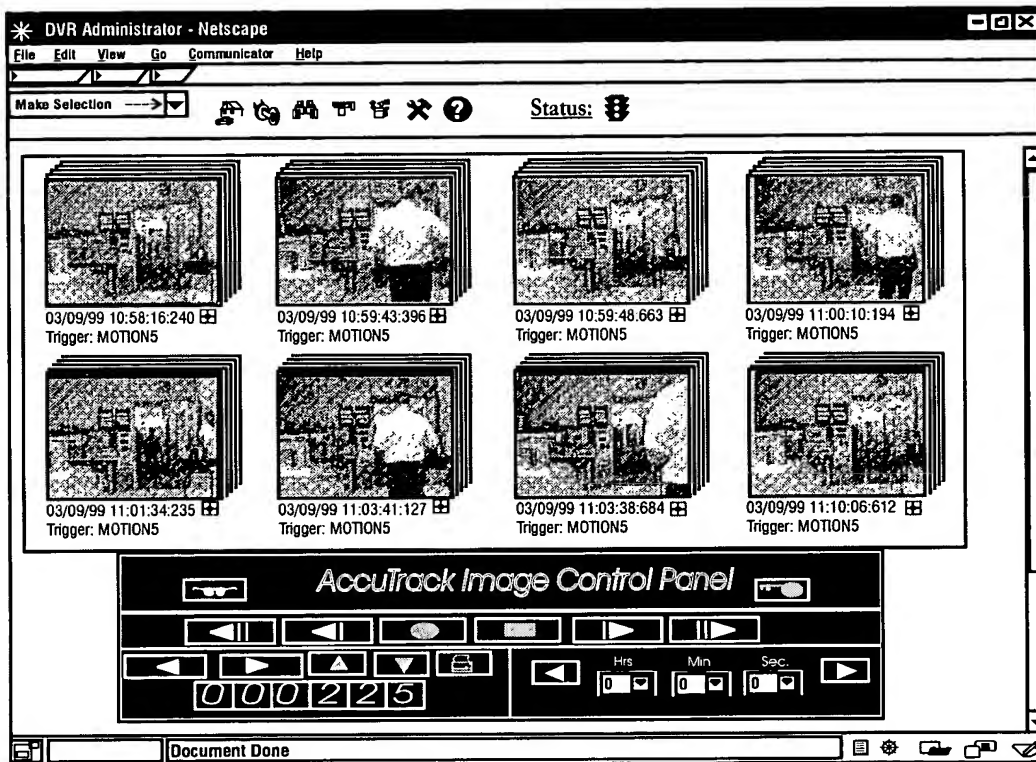 DVR Administrator - Netscape
File Edit View Go Communicator Help
Make Selection ---->
Status:
03/09/99 10:58:16:240
Trigger: MOTION5
03/09/99 10:59:43:396
Trigger: MOTION5
03/09/99 10:59:48:663
Trigger: MOTION5
03/09/99 11:00:10:194
Trigger: MOTION5
03/09/99 11:01:34:235
Trigger: MOTION5
03/09/99 11:03:41:127
Trigger: MOTION5
03/09/99 11:03:38:684
Trigger: MOTION5
03/09/99 11:10:06:612
Trigger: MOTION5
AccuTrack Image Control Panel
000225
Hrs Min Sec.
0 0 0
Document Done